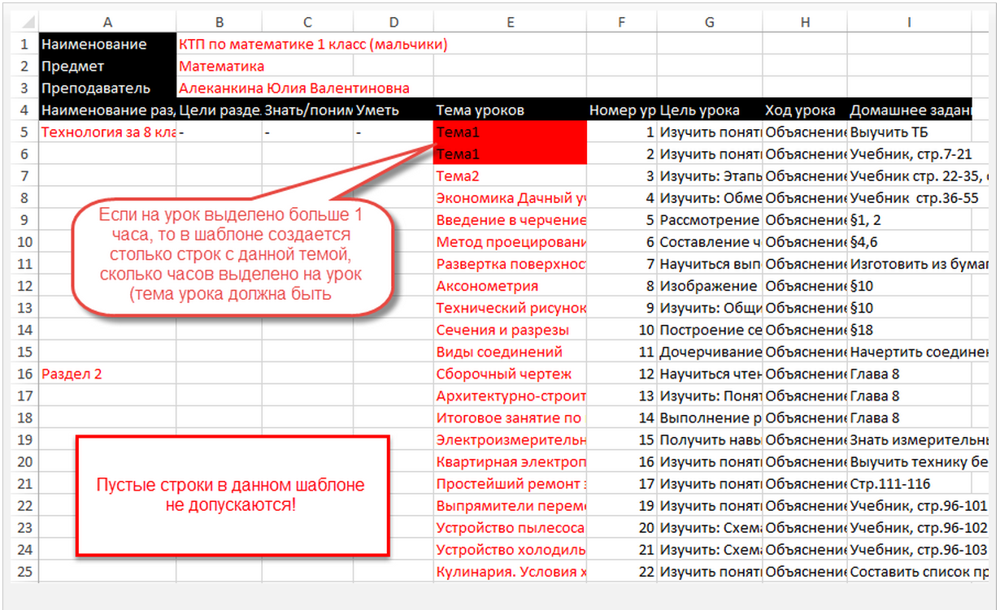 A B C D E F G H I
1 Наименование КТП по математике 1 класс (мальчики)
2 Предмет Математика
3 Преподаватель Алеканкина Юлия Валентиновна
4 Наименование раз Цели разде Знать/поним Уметь Тема уроков Номер ур Цель урока Ход урока Домашнее задани
5 Технология за 8 кла - - - Тема1 1 Изучить понят Объяснение Выучить ТБ
6 Тема1 2 Изучить понят Объяснение Учебник, стр.7-21
7 Тема2 3 Изучить: Этапы Объяснение Учебник стр. 22-35,
8 Экономика Дачный уч 4 Изучить: Обме Объяснение Учебник стр.36-55
9 Введение в черчение 5 Рассмотрение Объяснение §1, 2
10 Метод проецировани 6 Составление ч Объяснение §4,6
11 Развертка поверхнос 7 Научиться вып Объяснение Изготовить из бумаг
12 Аксонометрия 8 Изображение Объяснение §10
13 Технический рисунок 9 Изучить: Общи Объяснение §10
14 Сечения и разрезы 10 Построение се Объяснение §18
15 Виды соединений 11 Дочерчивание Объяснение Начертить соединен
16 Раздел 2 Сборочный чертеж 12 Научиться чтен Объяснение Глава 8
17 Архитектурно-строит 13 Изучить: Понят Объяснение Глава 8
18 Итоговое занятие по 14 Выполнение р Объяснение Глава 8
19 Электроизмерительн 15 Получить навы Объяснение Знать измерительны
20 Квартирная электроп 16 Изучить понят Объяснение Выучить технику бе
21 Простейший ремонт э 17 Изучить понят Объяснение Стр.111-116
22 Выпрямители переме 19 Изучить понят Объяснение Учебник, стр.96-101
23 Устройство пылесоса 20 Изучить: Схема Объяснение Учебник, стр.96-102
24 Устройство холодиль 21 Изучить: Схема Объяснение Учебник, стр.96-103
25 Кулинария. Условия х 22 Изучить понят Объяснение Составить список пр
Если на урок выделено больше 1
часа, то в шаблоне создается
столько строк с данной темой,
сколько часов выделено на урок
(тема урока должна быть
Пустые строки в данном шаблоне
не допускаются!